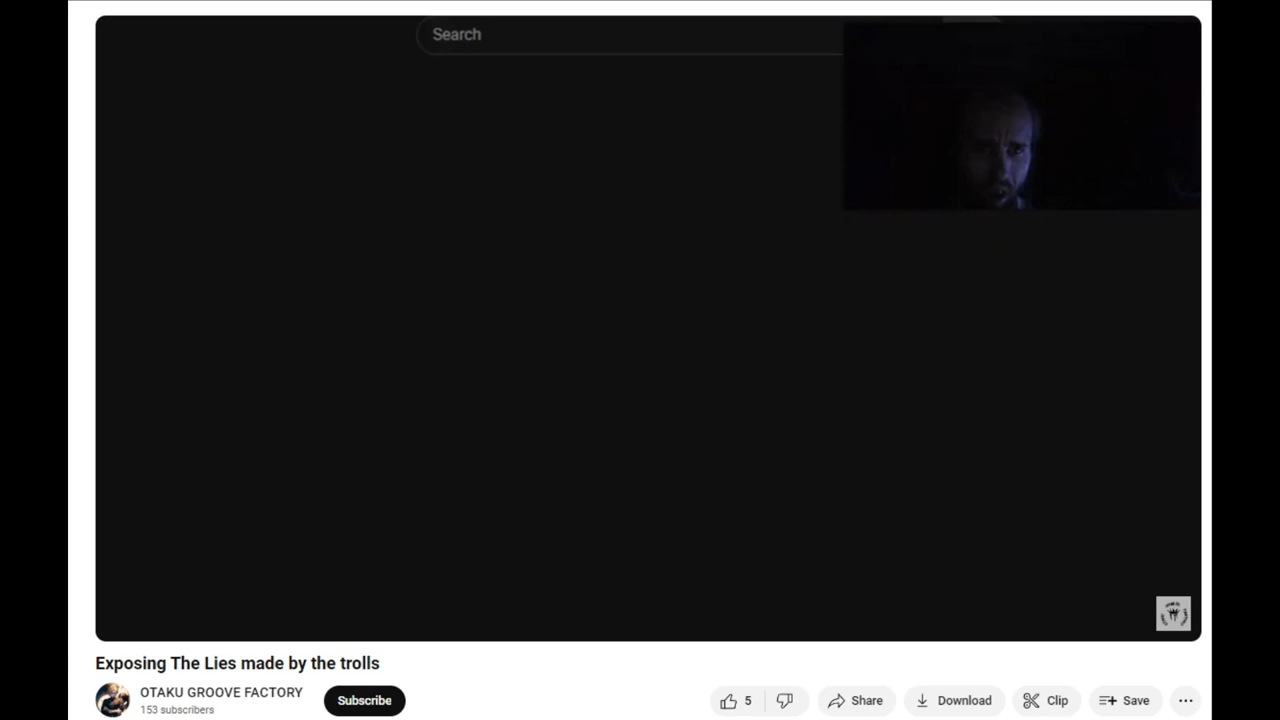 Search
Exposing The Lies made by the trolls
OTAKU GROOVE FACTORY
153 subscribers
Subscribe
5
Share
Download
Clip
Save